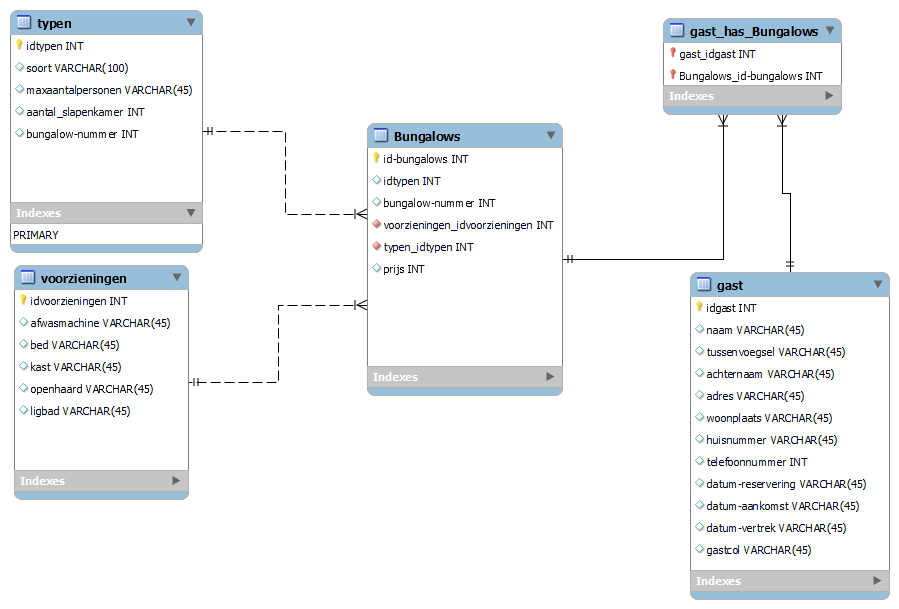 typen
idtypen INT
soort VARCHAR(100)
maxaantalpersonen VARCHAR(45)
aantal_slapenkamer INT
bungalow-nummer INT
Indexes
PRIMARY
voorzieningen
idvoorzieningen INT
afwasmachine VARCHAR(45)
bed VARCHAR(45)
kast VARCHAR(45)
openhaard VARCHAR(45)
ligbad VARCHAR(45)
Indexes
Bungalows
id-bungalows INT
idtypen INT
bungalow-nummer INT
voorzieningen_idvoorzieningen INT
typen_idtypen INT
prijs INT
Indexes
gast_has_Bungalows
gast_idgast INT
Bungalows_id-bungalows INT
Indexes
gast
idgast INT
naam VARCHAR(45)
tussenvoegsel VARCHAR(45)
achternaam VARCHAR(45)
adres VARCHAR(45)
woonplaats VARCHAR(45)
huisnummer VARCHAR(45)
telefoonnummer INT
datum-reservering VARCHAR(45)
datum-aankomst VARCHAR(45)
datum-vertrek VARCHAR(45)
gastcol VARCHAR(45)
Indexes